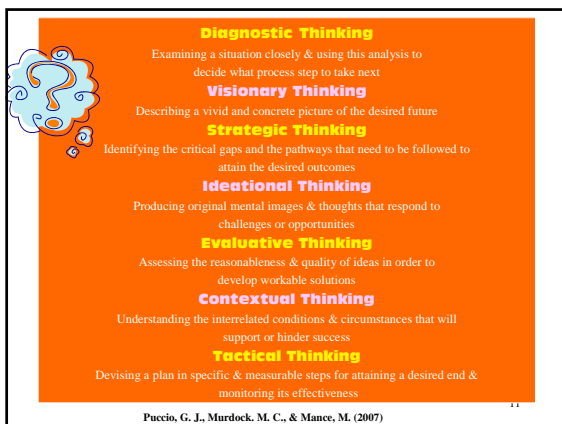 Diagnostic Thinking
Examining a situation closely & using this analysis to
decide what process step to take next
Visionary Thinking
Describing a vivid and concrete picture of the desired future
Strategic Thinking
Identifying the critical gaps and the pathways that need to be followed to
attain the desired outcomes
Ideational Thinking
Producing original mental images & thoughts that respond to
challenges or opportunities
Evaluative Thinking
Assessing the reasonableness & quality of ideas in order to
develop workable solutions
Contextual Thinking
Understanding the interrelated conditions & circumstances that will
support or hinder success
Tactical Thinking
Devising a plan in specific & measurable steps for attaining a desired end &
monitoring its effectiveness
11
Puccio, G. J., Murdock. M. C., & Mance, M. (2007)